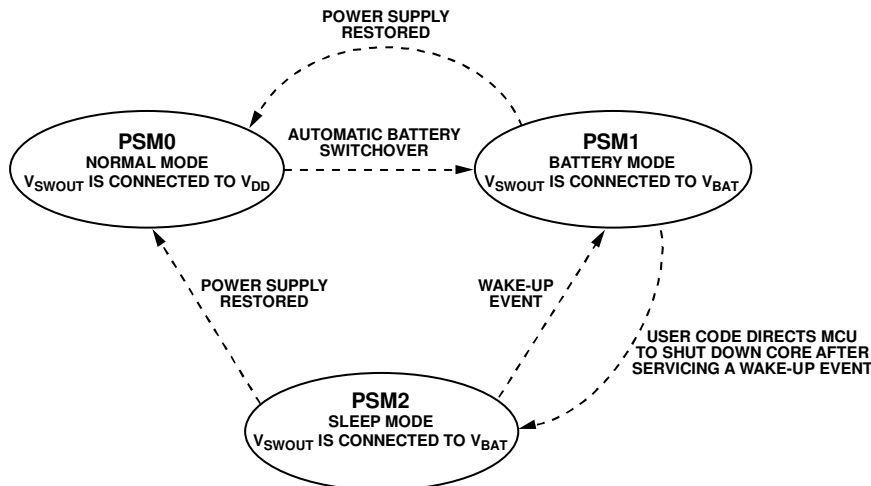 POWER SUPPLY
RESTORED
PSM0
NORMAL MODE
VSWOUT IS CONNECTED TO VDD
AUTOMATIC BATTERY
SWITCHOVER
PSM1
BATTERY MODE
VSWOUT IS CONNECTED TO VBAT
POWER SUPPLY
RESTORED
WAKE-UP
EVENT
USER CODE DIRECTS MCU
TO SHUT DOWN CORE AFTER
SERVICING A WAKE-UP EVENT
PSM2
SLEEP MODE
VSWOUT IS CONNECTED TO VBAT